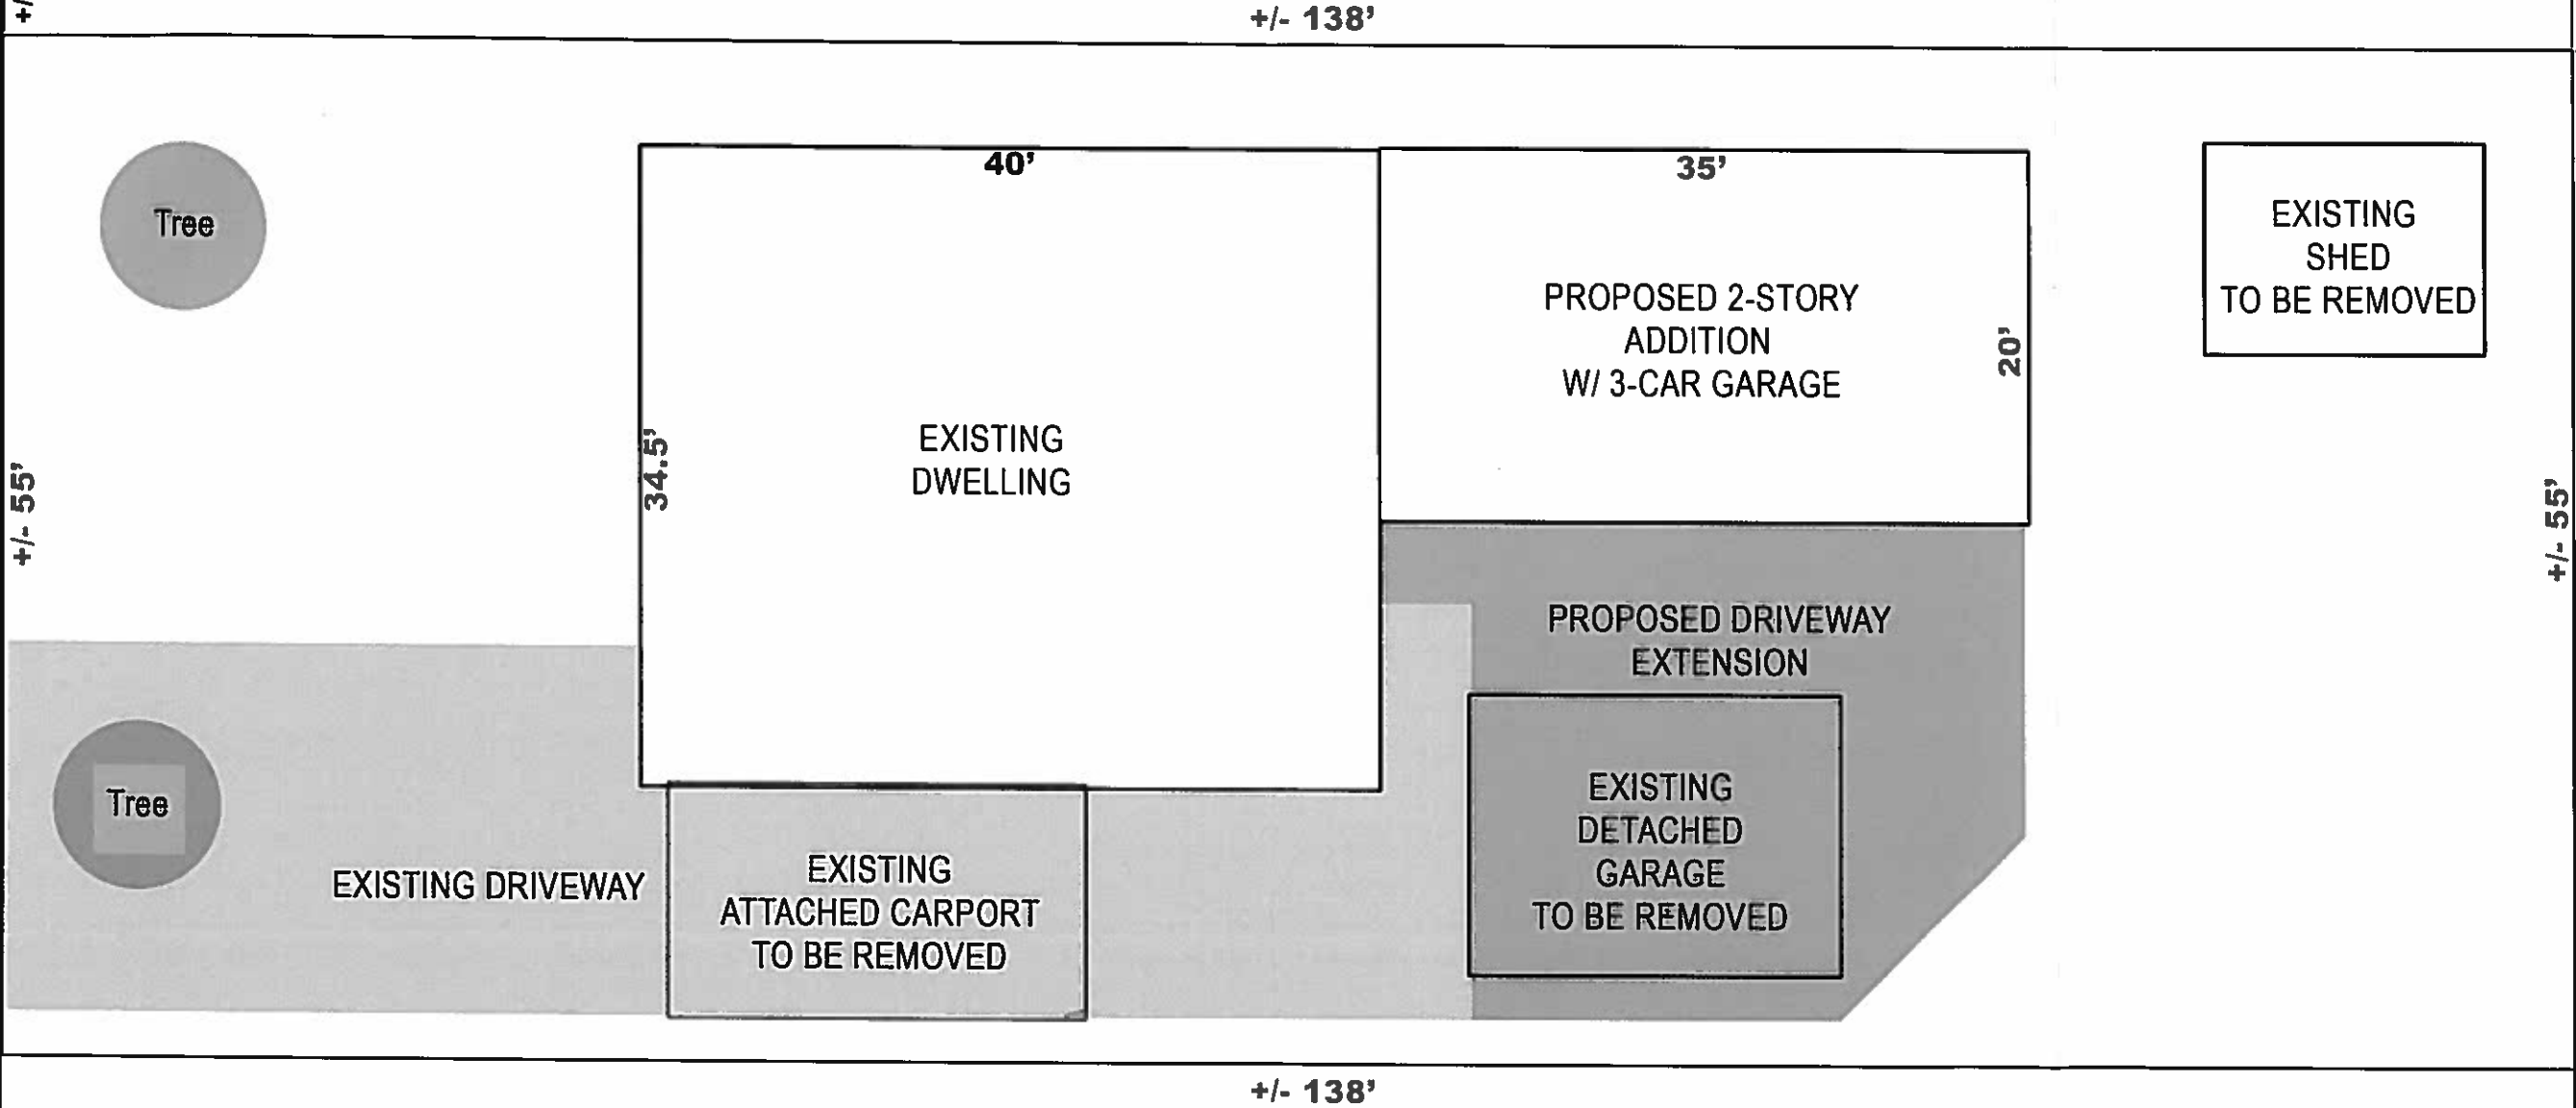 +/-
+/- 138’
40’
35’
Tree
EXISTING
SHED
TO BE REMOVED
PROPOSED 2-STORY
ADDITION
W/ 3-CAR GARAGE
20’
EXISTING
DWELLING
34.5’
+/- 55’
+/- 55’
PROPOSED DRIVEWAY
EXTENSION
Tree
EXISTING DRIVEWAY
EXISTING
ATTACHED CARPORT
TO BE REMOVED
EXISTING
DETACHED
GARAGE
TO BE REMOVED
+/- 138’